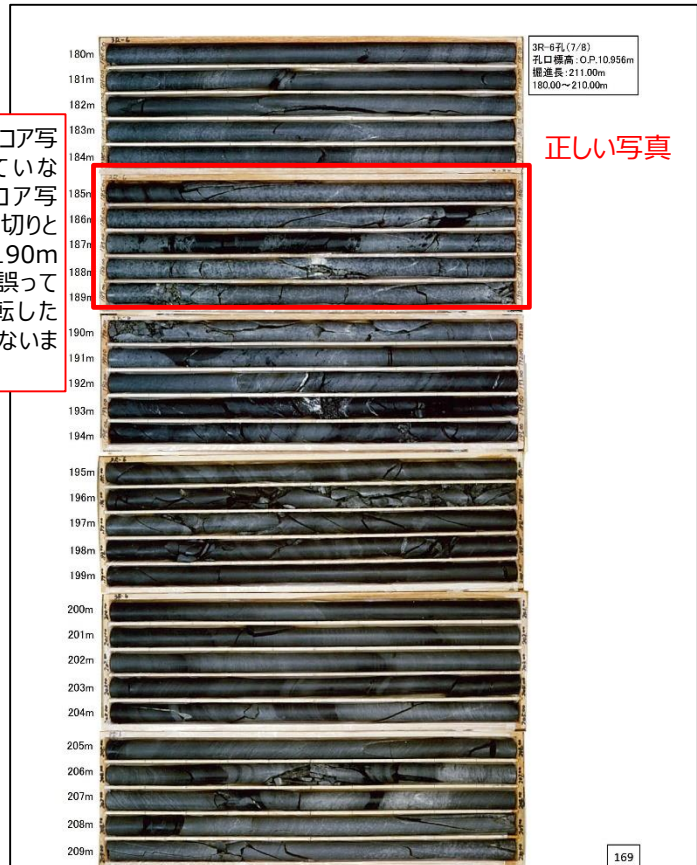 3R-6孔(7/8)
孔口標高:O.P.10.956m
掘進長:211.00m
180.00~210.00m
正しい写真
コア写
ていな
コア写
切りと
190m
誤って
転した
ないま
180m
181m
182m
183m
184m
185m
186m
187m
188m
189m
190m
191m
192m
193m
194m
195m
196m
197m
198m
199m
200m
201m
202m
203m
204m
205m
206m
207m
208m
209m
169